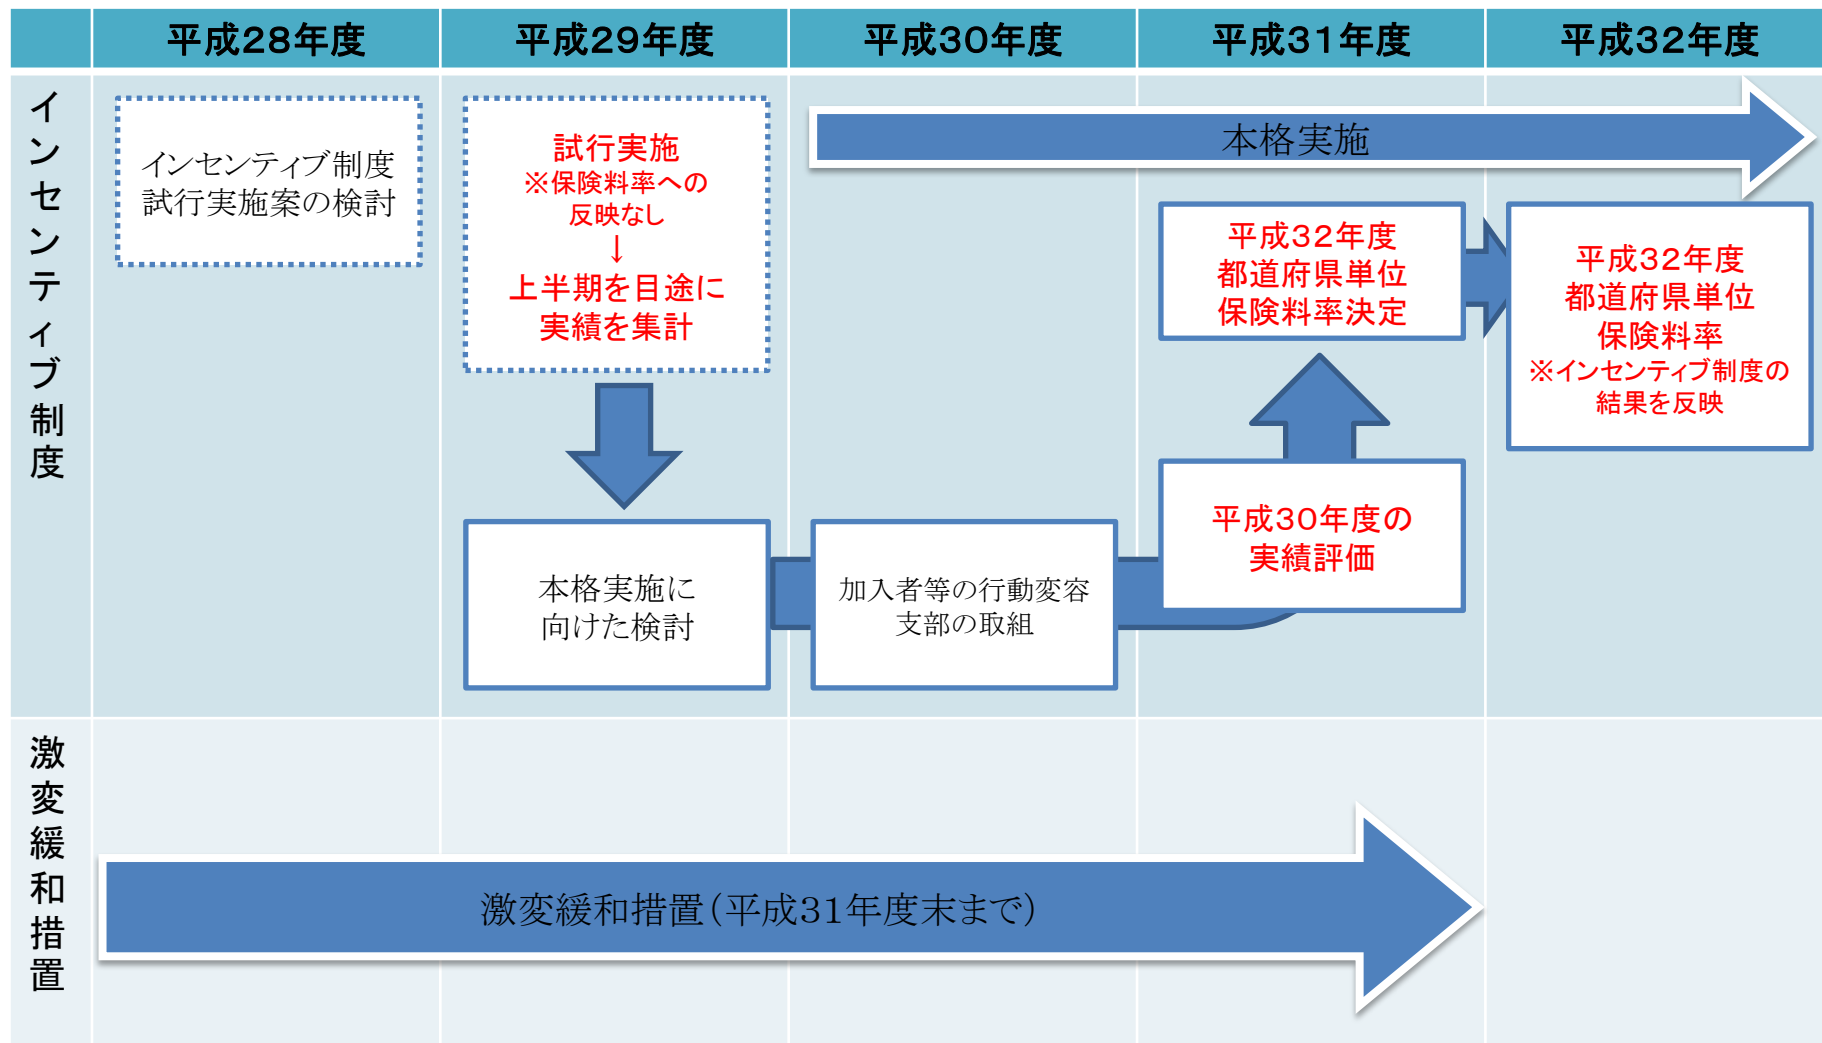 平成28年度
平成29年度
平成30年度
平成31年度
平成32年度
インセンティブ制度
インセンティブ制度
試行実施案の検討
試行実施
※保険料率への
反映なし
↓
上半期を目途に
実績を集計
本格実施に
向けた検討
本格実施
加入者等の行動変容
支部の取組
平成32年度
都道府県単位
保険料率決定
平成30年度の
実績評価
平成32年度
都道府県単位
保険料率
※インセンティブ制度の
結果を反映
激変緩和措置
激変緩和措置(平成31年度末まで)